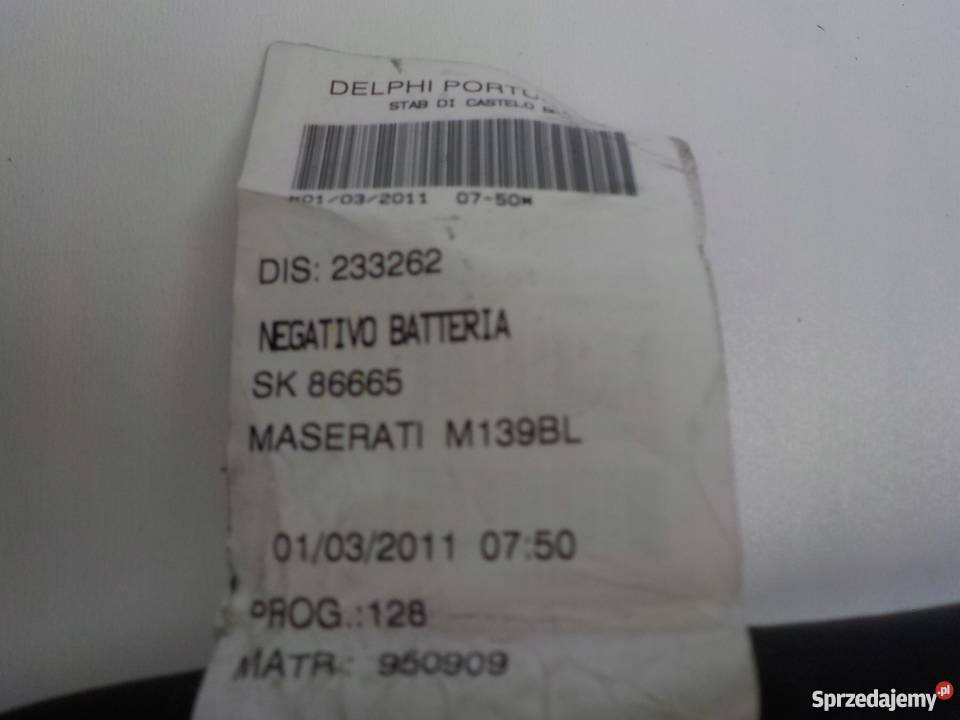 DELPHI
STAB DI CASTELO
01/03/2011 07-50
DIS: 233262
NEGATIVO BATTERIA
SK 86665
MASERATI M139BL
01/03/2011 07:50
PROG.:128
MATR.: 950909
Sprzedajemy.pl